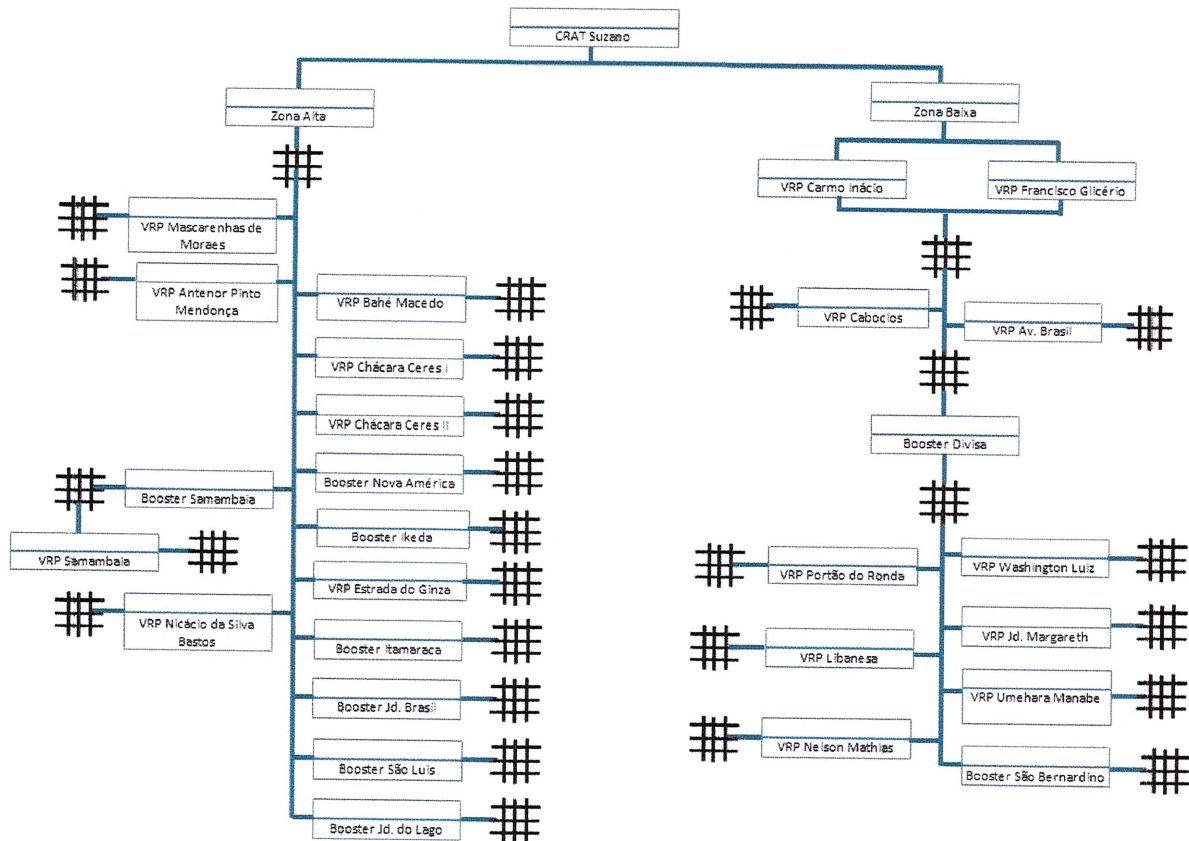 CRAT Suzano
Zona Alta
Zona Baixa
VRP Carmo Inácio
VRP Francisco Glicério
VRP Mascarenhas de
Moraes
VRP Antenor Pinto
Mendonça
VRP Bahé Macedo
VRP Caboclos
VRP Av. Brasil
VRP Chácara Ceres I
VRP Chácara Ceres II
Booster Divisa
Booster Nova América
Booster Samambaia
Booster Ikeda
VRP Samambaia
VRP Estrada do Ginza
VRP Nicácio da Silva
Bastos
Booster Itamaraca
Booster Jd. Brasil
Booster São Luis
Booster Jd. do Lago
VRP Portão do Ronda
VRP Washington Luiz
VRP Jd. Margareth
VRP Libanesa
VRP Umehara Manabe
VRP Nelson Mathias
Booster São Bernardino